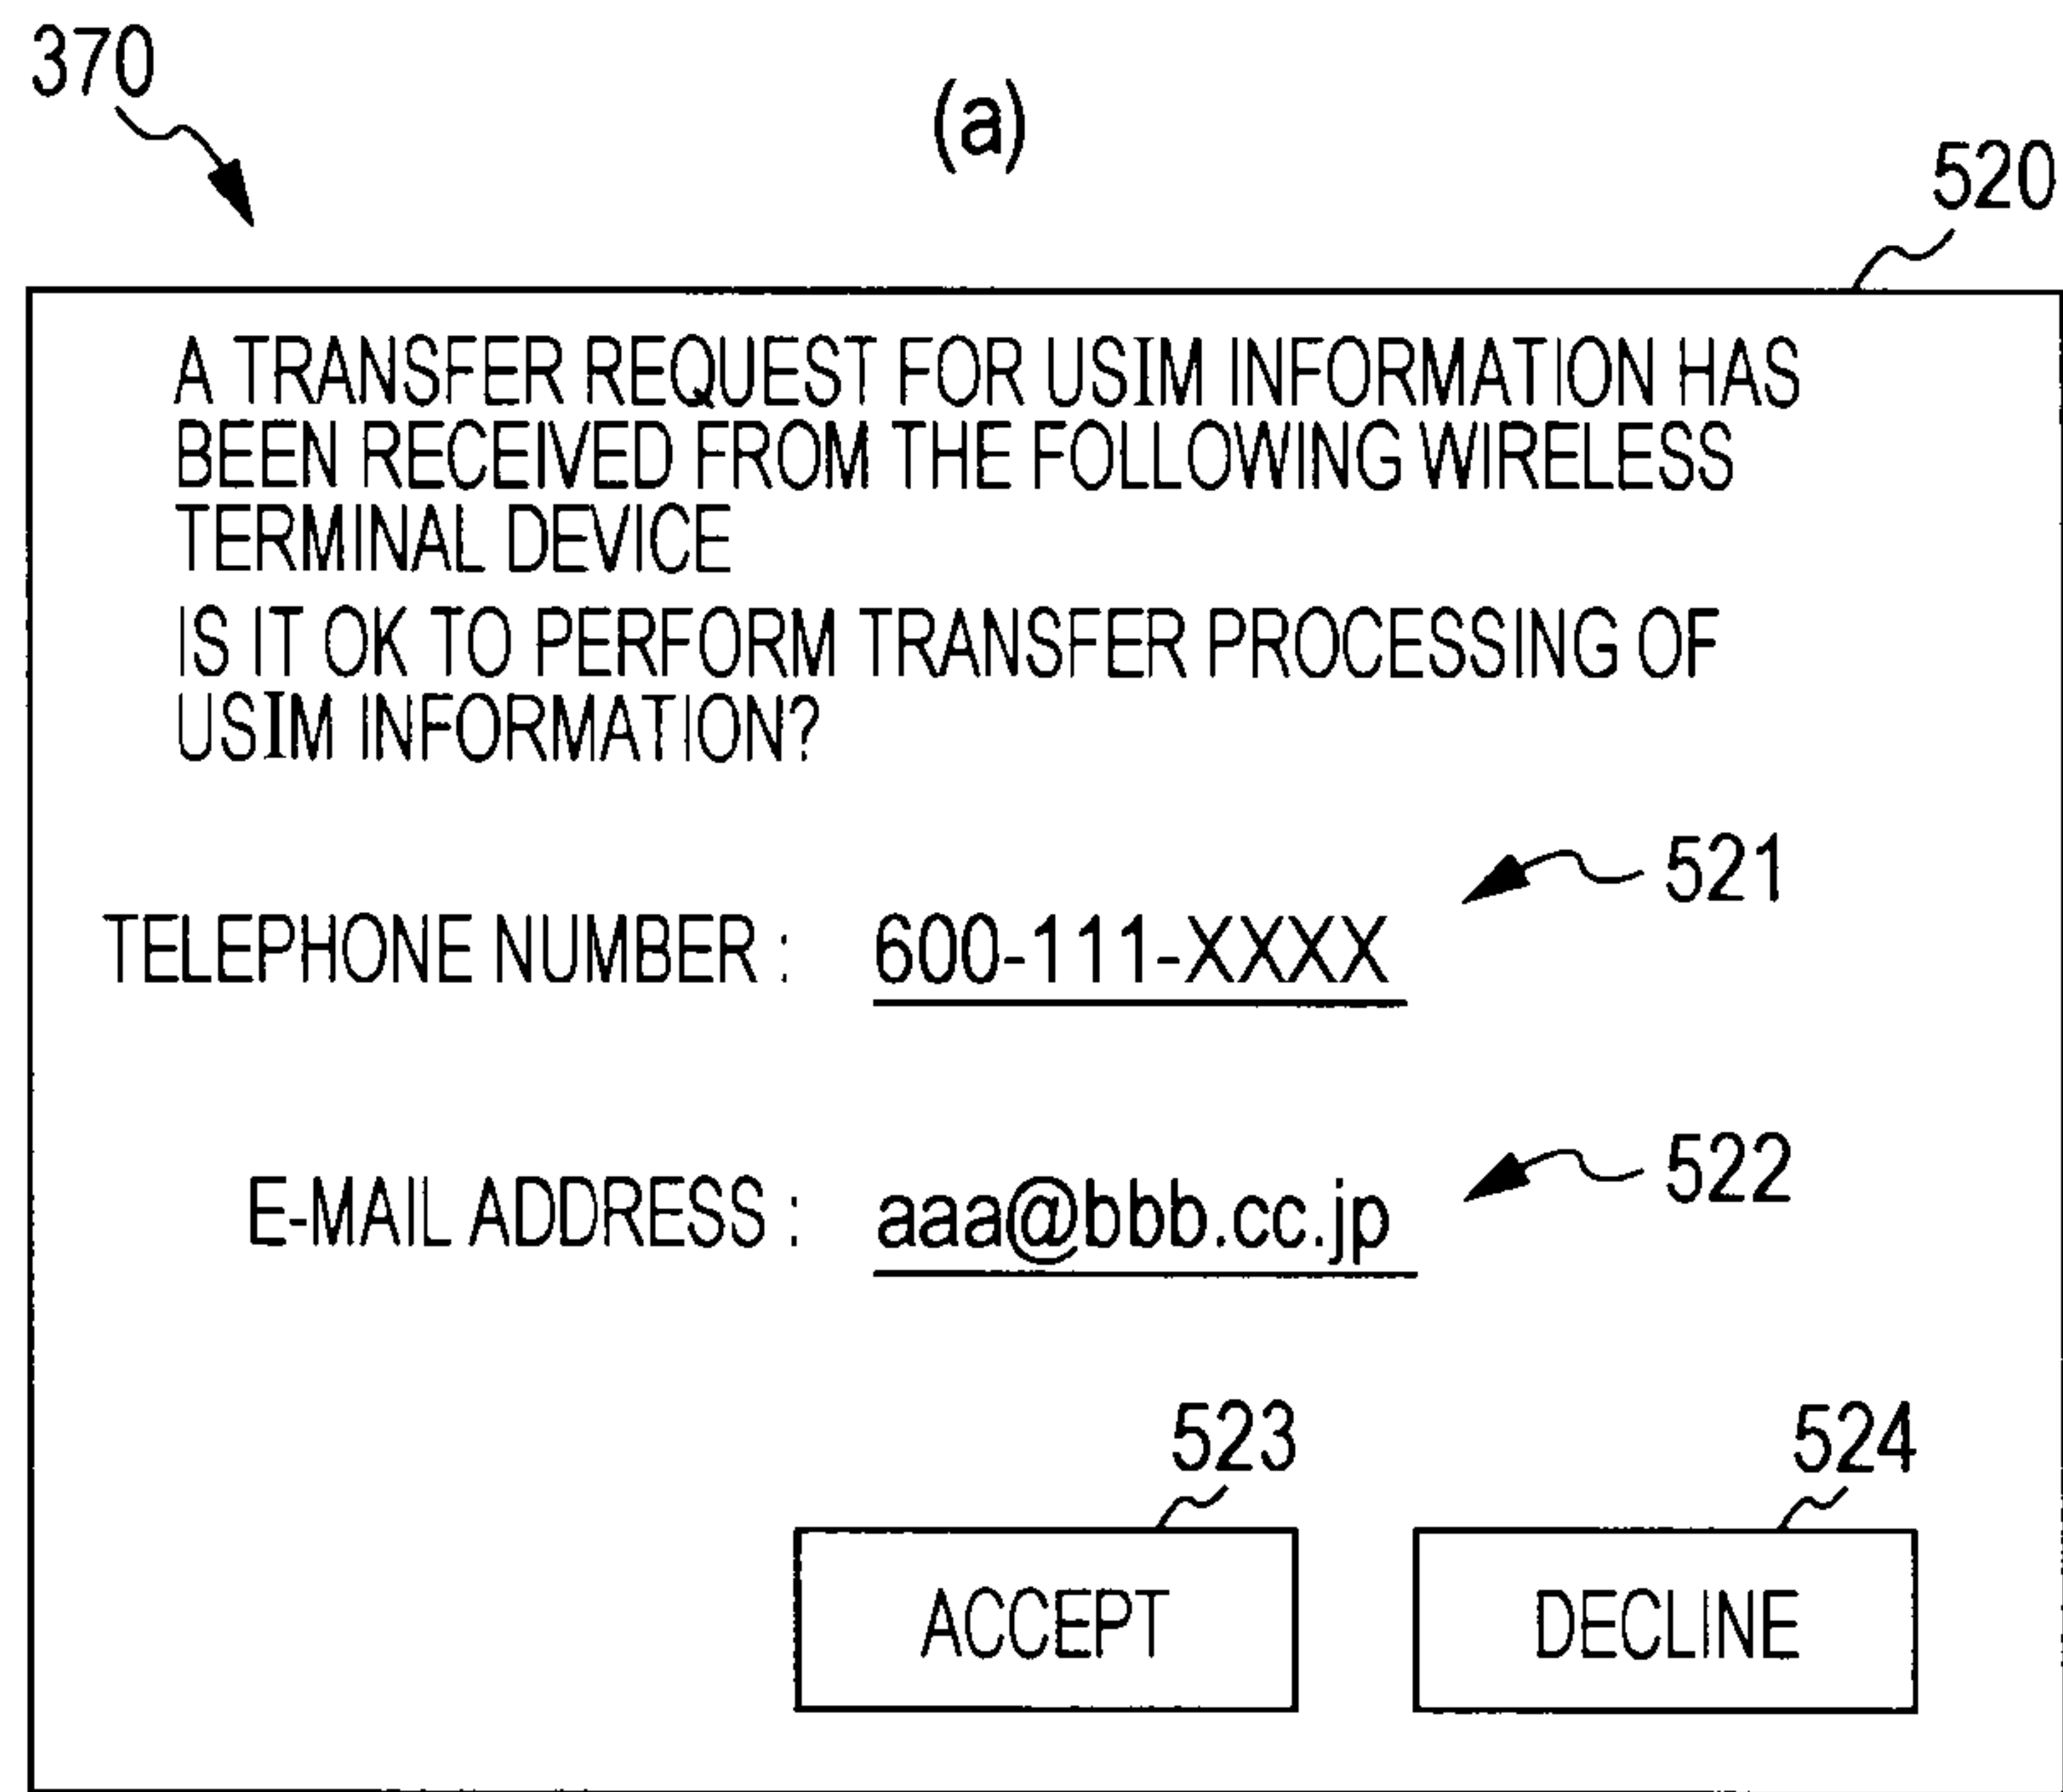 370
(a)
520
A TRANSFER REQUEST FOR USIM INFORMATION HAS
BEEN RECEIVED FROM THE FOLLOWING WIRELESS
TERMINAL DEVICE
IS IT OK TO PERFORM TRANSFER PROCESSING OF
USIM INFORMATION?
521
TELEPHONE NUMBER : 600-111-XXXX
522
E-MAIL ADDRESS : aaa@bbb.cc.jp
523 524
ACCEPT DECLINE